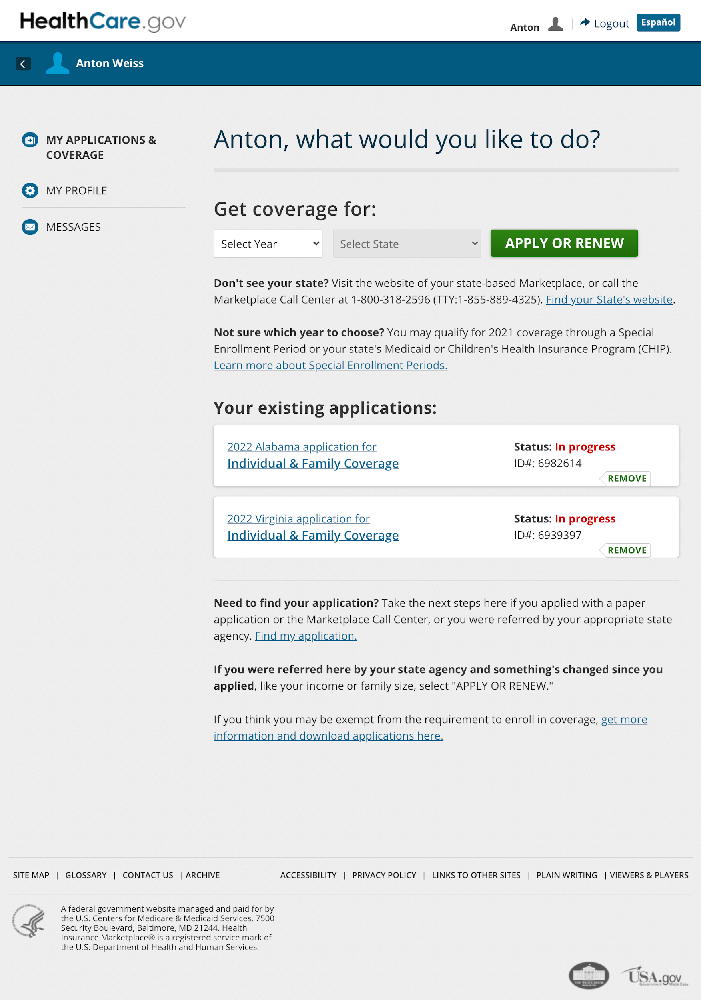 HealthCare.gov
Anton
Logout
Español
Anton Weiss
MY APPLICATIONS &
COVERAGE
MY PROFILE
MESSAGES
Anton, what would you like to do?
Get coverage for:
Select Year
Select State
APPLY OR RENEW
Don't see your state? Visit the website of your state-based Marketplace, or call the
Marketplace Call Center at 1-800-318-2596 (TTY:1-855-889-4325). Find your State's website.
Not sure which year to choose? You may qualify for 2021 coverage through a Special
Enrollment Period or your state's Medicaid or Children's Health Insurance Program (CHIP).
Learn more about Special Enrollment Periods.
Your existing applications:
2022 Alabama application for
Individual & Family Coverage
Status: In progress
ID#: 6982614
REMOVE
2022 Virginia application for
Individual & Family Coverage
Status: In progress
ID#: 6939397
REMOVE
Need to find your application? Take the next steps here if you applied with a paper
application or the Marketplace Call Center, or you were referred by your appropriate state
agency. Find my application.
If you were referred here by your state agency and something's changed since you
applied, like your income or family size, select "APPLY OR RENEW."
If you think you may be exempt from the requirement to enroll in coverage, get more
information and download applications here.
SITE MAP | GLOSSARY | CONTACT US | ARCHIVE
ACCESSIBILITY | PRIVACY POLICY | LINKS TO OTHER SITES | PLAIN WRITING | VIEWERS & PLAYERS
A federal government website managed and paid for by
the U.S. Centers for Medicare & Medicaid Services. 7500
Security Boulevard, Baltimore, MD 21244. Health
Insurance Marketplace® is a registered service mark of
the U.S. Department of Health and Human Services.
THE WHITE HOUSE
USA.gov
Government Made Easy